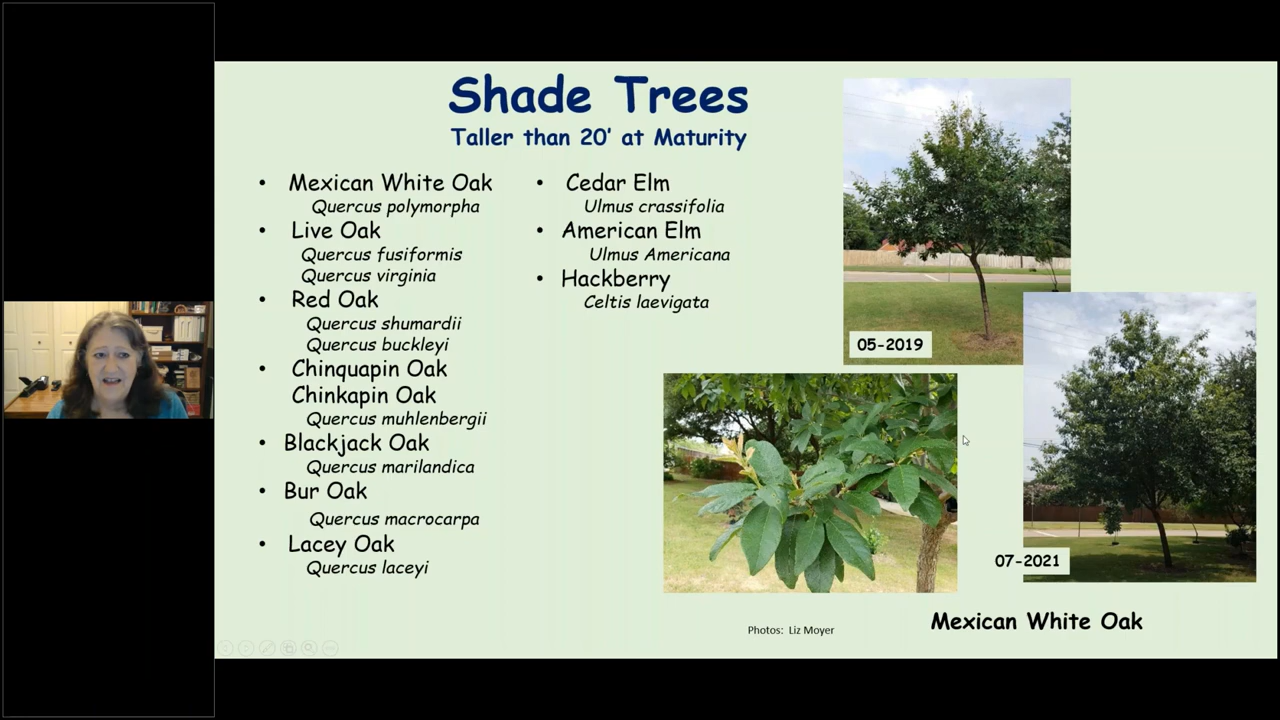 Shade Trees
Taller than 20' at Maturity
• Mexican White Oak
Quercus polymorpha
• Live Oak
Quercus fusiformis
Quercus virginia
• Red Oak
Quercus shumardii
Quercus buckleyi
• Chinquapin Oak
Chinkapin Oak
Quercus muhlenbergii
• Blackjack Oak
Quercus marilandica
• Bur Oak
Quercus macrocarpa
• Lacey Oak
Quercus laceyi
• Cedar Elm
Ulmus crassifolia
• American Elm
Ulmus Americana
• Hackberry
Celtis laevigata
05-2019
07-2021
Photos: Liz Moyer
Mexican White Oak